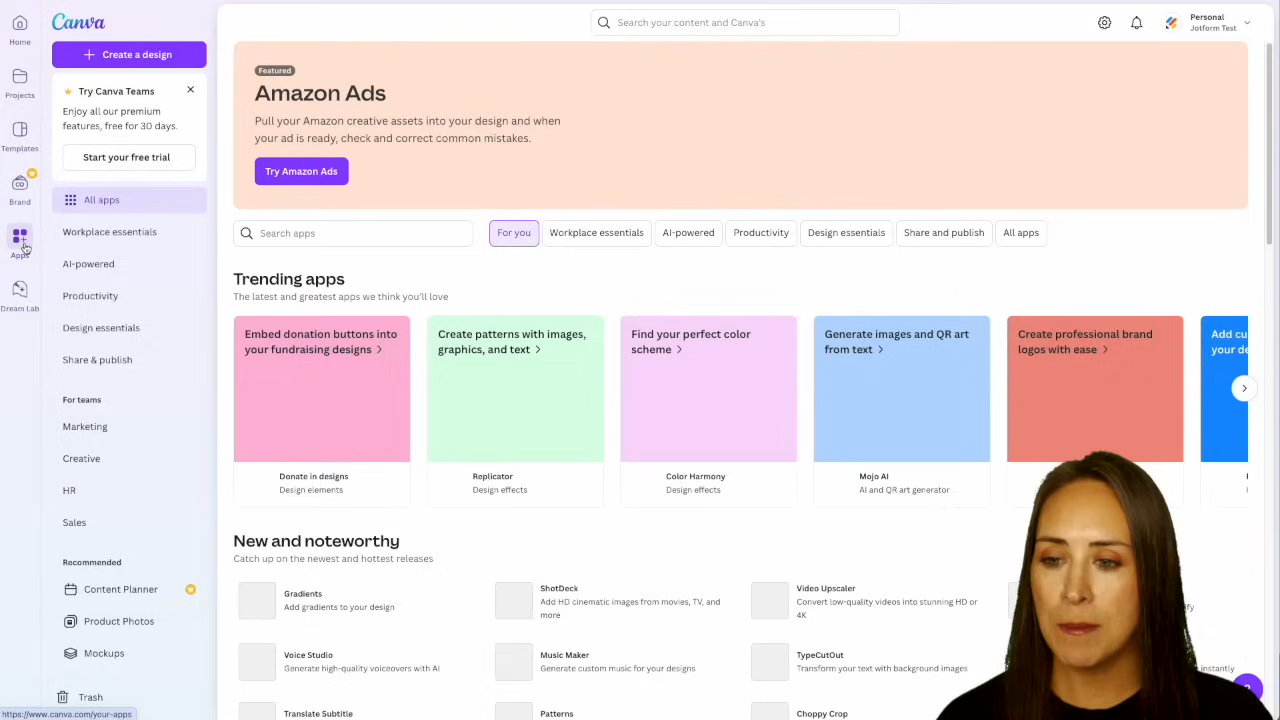 Canva
Search your content and Canva's
Personal
Jotform Test
Home
Projects
Templates
Brand
Apps
Dream Lab
Create a design
Try Canva Teams
Enjoy all our premium
features, free for 30 days.
Start your free trial
All apps
Workplace essentials
AI-powered
Productivity
Design essentials
Share & publish
For teams
Marketing
Creative
HR
Sales
Recommended
Content Planner
Product Photos
Mockups
Trash
https://www.canva.com/your-apps
Featured
Amazon Ads
Pull your Amazon creative assets into your design and when
your ad is ready, check and correct common mistakes.
Try Amazon Ads
Search apps
For you
Workplace essentials
AI-powered
Productivity
Design essentials
Share and publish
All apps
Trending apps
The latest and greatest apps we think you'll love
Embed donation buttons into
your fundraising designs
Donate in designs
Design elements
Create patterns with images,
graphics, and text
Replicator
Design effects
Find your perfect color
scheme
Color Harmony
Design effects
Generate images and QR art
from text
Mojo AI
AI and QR art generator
Create professional brand
logos with ease
Add cu
your de
New and noteworthy
Catch up on the newest and hottest releases
Gradients
Add gradients to your design
ShotDeck
Add HD cinematic images from movies, TV, and
more
Video Upscaler
Convert low-quality videos into stunning HD or
4K
Voice Studio
Generate high-quality voiceovers with AI
Music Maker
Generate custom music for your designs
TypeCutOut
Transform your text with background images
instantly
Translate Subtitle
Patterns
Choppy Crop